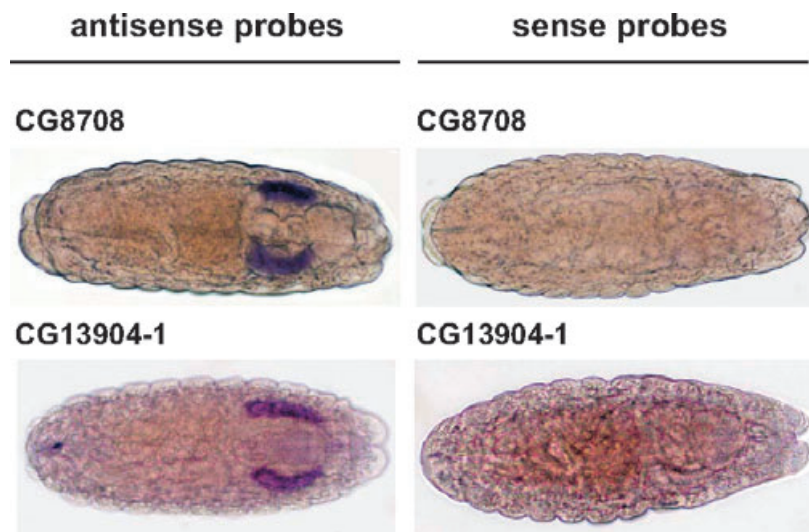 antisense probes
sense probes
CG8708
CG8708
CG13904-1
CG13904-1